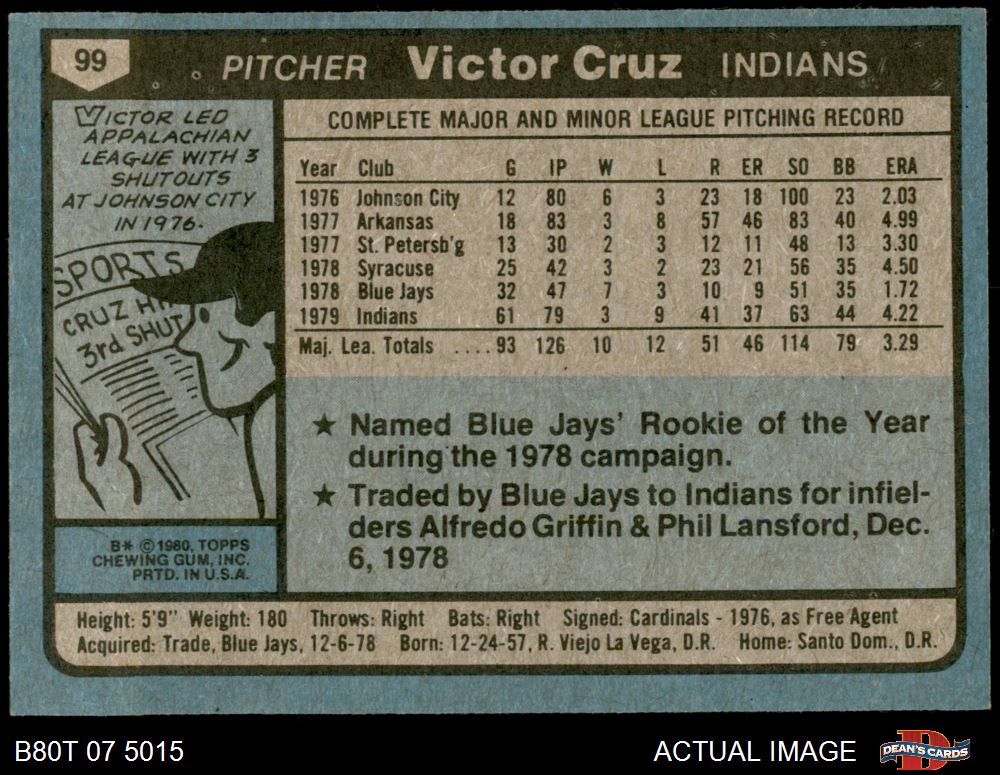 99 PITCHER Victor Cruz INDIANS
VICTOR LED
APPALACHIAN
LEAGUE WITH 3
SHUTOUTS
AT JOHNSON CITY
IN 1976.
SPORTS
CRUZ
3rd SHUT
B* ©1980, TOPPS
CHEWING GUM, INC.
PRTD. IN U.S.A.
COMPLETE MAJOR AND MINOR LEAGUE PITCHING RECORD
Year Club G IP W L R ER SO BB ERA
1976 Johnson City 12 80 6 3 23 18 100 23 2.03
1977 Arkansas 18 83 3 8 57 46 83 40 4.99
1977 St. Petersb'g 13 30 2 3 12 11 48 13 3.30
1978 Syracuse 25 42 3 2 23 21 56 35 4.50
1978 Blue Jays 32 47 7 3 10 9 51 35 1.72
1979 Indians 61 79 3 9 41 37 63 44 4.22
Maj. Lea. Totals ....93 126 10 12 51 46 114 79 3.29
★ Named Blue Jays' Rookie of the Year
during the 1978 campaign.
★ Traded by Blue Jays to Indians for infiel-
ders Alfredo Griffin & Phil Lansford, Dec.
6, 1978
Height: 5'9" Weight: 180 Throws: Right Bats: Right Signed: Cardinals - 1976, as Free Agent
Acquired: Trade, Blue Jays, 12-6-78 Born: 12-24-57, R. Viejo La Vega, D.R. Home: Santo Dom., D.R.
B80T 07 5015 ACTUAL IMAGE DEAN'S CARDS